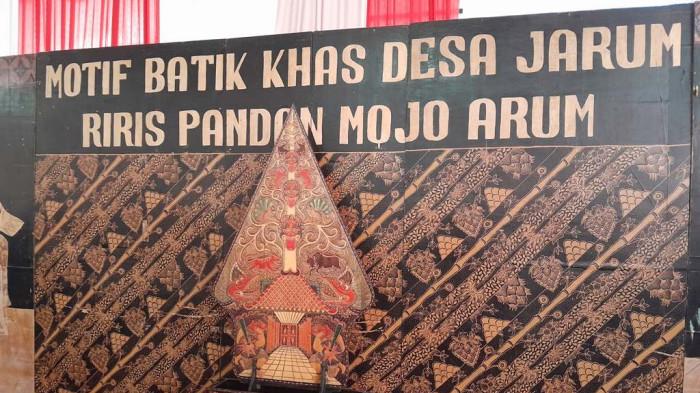 MOTIF BATIK KHAS DESA JARUM
RIRIS PANDAN MOJO ARUM